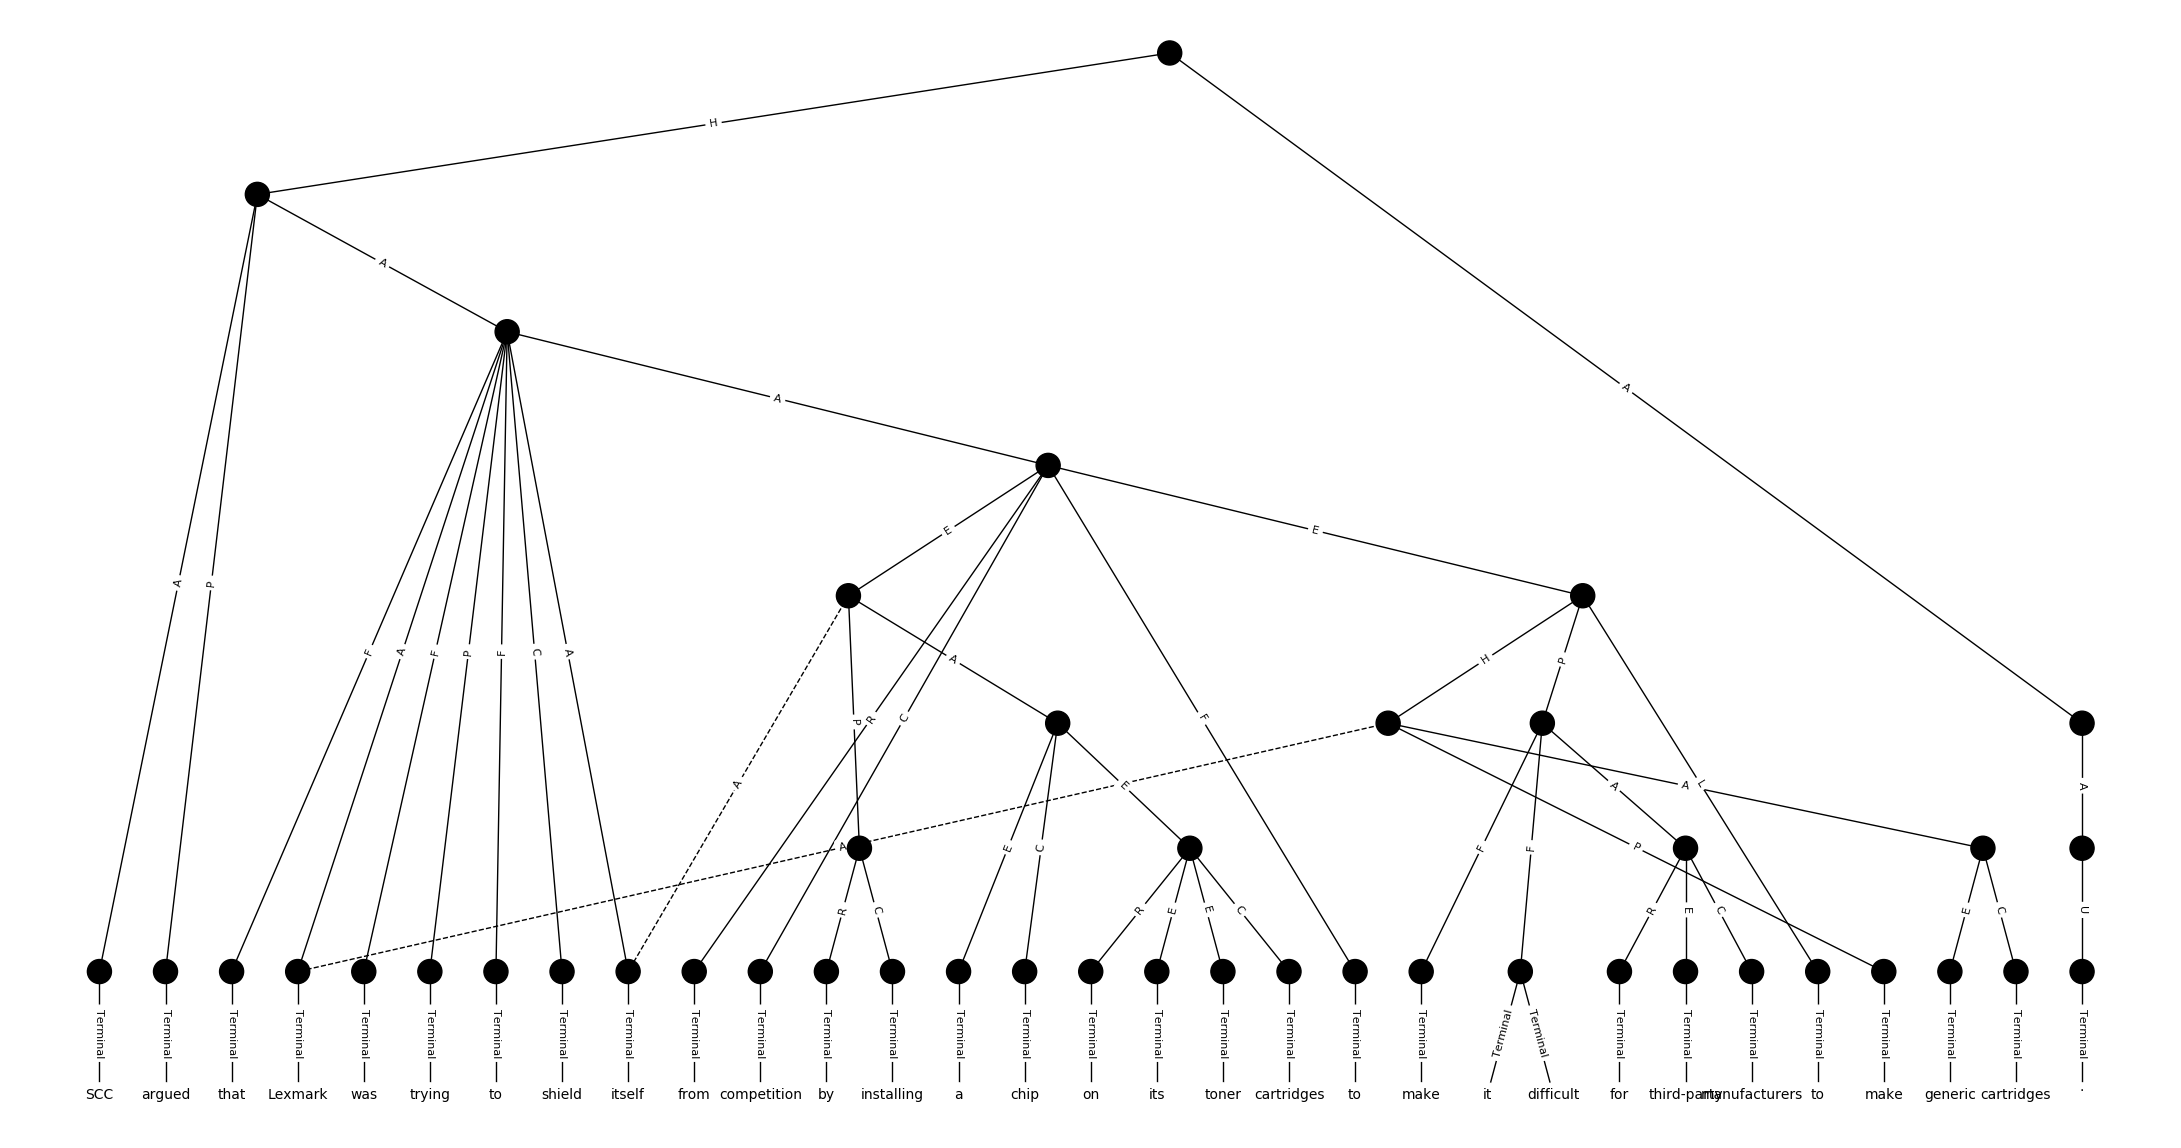 H
A
A
A
E
E
A
P
F
A
F
P
F
C
A
A
H
P
P
R
C
F
A
E
A
A
L
A
A
E
C
F
F
P
R
C
R
E
E
C
R
E
C
E
C
U
Terminal Terminal Terminal Terminal Terminal Terminal Terminal Terminal Terminal Terminal Terminal Terminal Terminal Terminal Terminal Terminal Terminal Terminal Terminal Terminal Terminal Terminal Terminal Terminal Terminal Terminal Terminal Terminal Terminal Terminal Terminal
SCC argued that Lexmark was trying to shield itself from competition by installing a chip on its toner cartridges to make it difficult for third-party manufacturers to make generic cartridges .